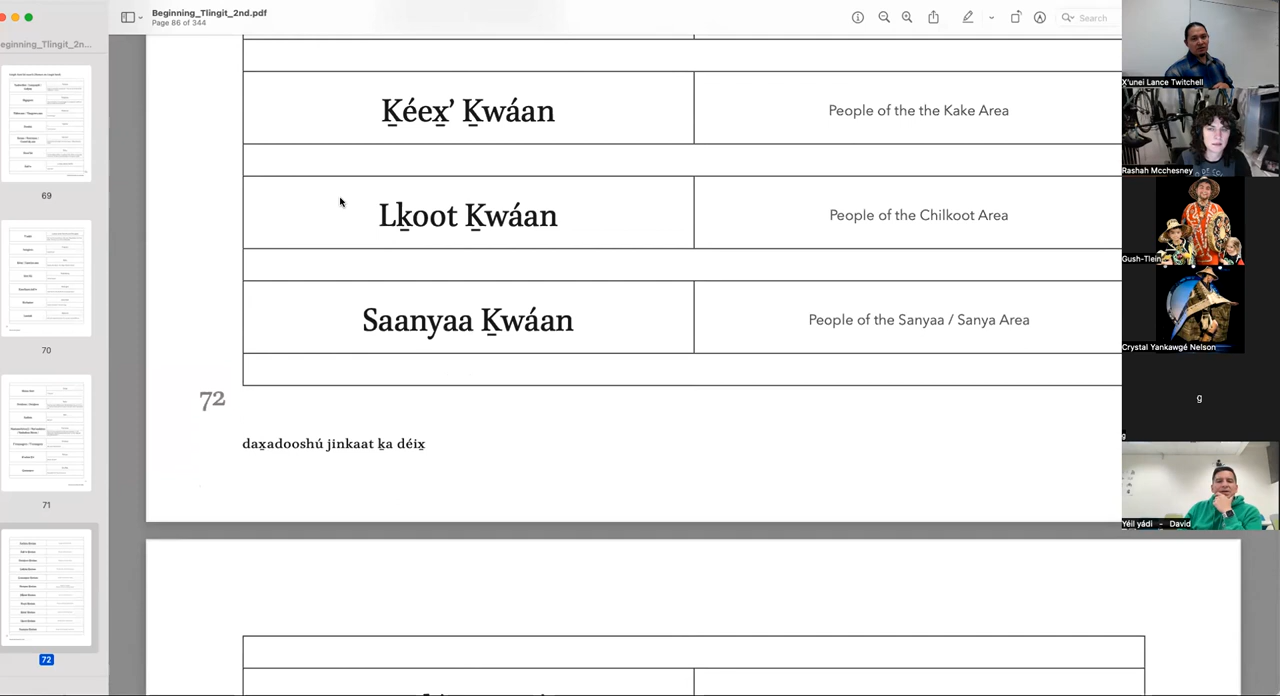 Beginning_Tlingit_2nd.pdf
Page 86 of 344
Search
eginning_Tlingit_2n...
69
70
71
72
Ḵéex̱’ Ḵwáan
People of the the Kake Area
Lḵoot Ḵwáan
People of the Chilkoot Area
Saanyaa Ḵwáan
People of the Sanyaa / Sanya Area
72
dax̱adooshú jinkaat ḵa déix̱
X'unei Lance Twitchell
Rashah Mcchesney
Gush-Tlein
Crystal Yankawgé Nelson
g
g
Yéil yádi - David